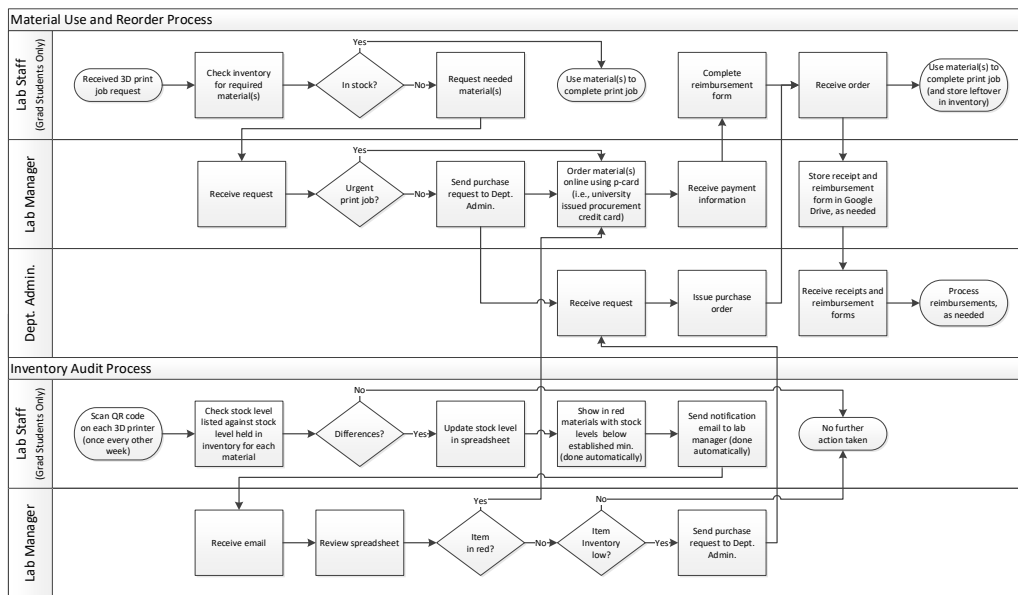 Material Use and Reorder Process
Lab Staff
(Grad Students Only)
Received 3D print
job request
Check inventory
for required
material(s)
In stock?
Yes
No
Request needed
material(s)
Use material(s) to
complete print job
Complete
reimbursement
form
Receive order
Use material(s) to
complete print job
(and store leftover
in inventory)
Lab Manager
Receive request
Urgent
print job?
Yes
No
Send purchase
request to Dept.
Admin.
Order material(s)
online using p-card
(i.e., university
issued procurement
credit card)
Receive payment
information
Store receipt and
reimbursement
form in Google
Drive, as needed
Dept. Admin.
Receive request
Issue purchase
order
Receive receipts and
reimbursement
forms
Process
reimbursements,
as needed
Inventory Audit Process
Lab Staff
(Grad Students Only)
Scan QR code
on each 3D printer
(once every other
week)
Check stock level
listed against stock
level held in
inventory for each
material
Differences?
No
Yes
Update stock level
in spreadsheet
Show in red
materials with stock
levels below
established min.
(done automatically)
Send notification
email to lab
manager (done
automatically)
No further
action taken
Lab Manager
Receive email
Review spreadsheet
Item
in red?
Yes
No
Item
Inventory
low?
No
Yes
Send purchase
request to Dept.
Admin.